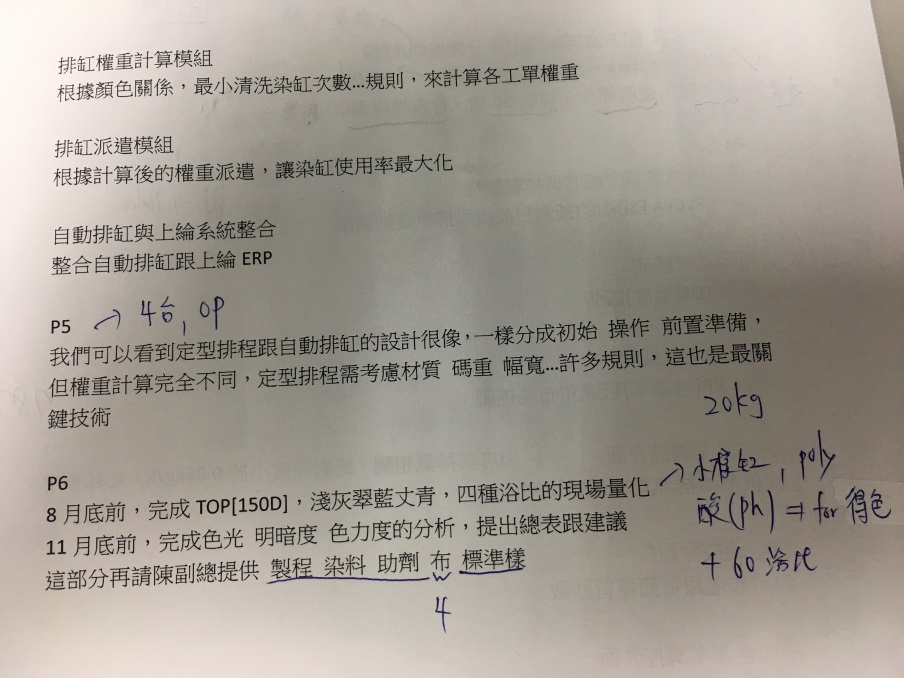 排缸權重計算模組
根據顏色關係，最小清洗染缸次數...規則，來計算各工單權重
排缸派遣模組
根據計算後的權重派遣，讓染缸使用率最大化
自動排缸與上綸系統整合
整合自動排缸跟上綸 ERP
P5 → 4台, OP
我們可以看到定型排程跟自動排缸的設計很像，一樣分成初始 操作 前置準備，
但權重計算完全不同，定型排程需考慮材質 碼重 幅寬...許多規則，這也是最關
鍵技術
20kg
P6
8 月底前，完成 TOP[150D]，淺灰翠藍丈青，四種浴比的現場量化
→ 小樣缸, poly
11 月底前，完成色光 明暗度 色力度的分析，提出總表跟建議
酸(ph) ⇒ for 得色
這部分再請陳副總提供 製程 染料 助劑 布 標準樣
+ 60 浴比
4